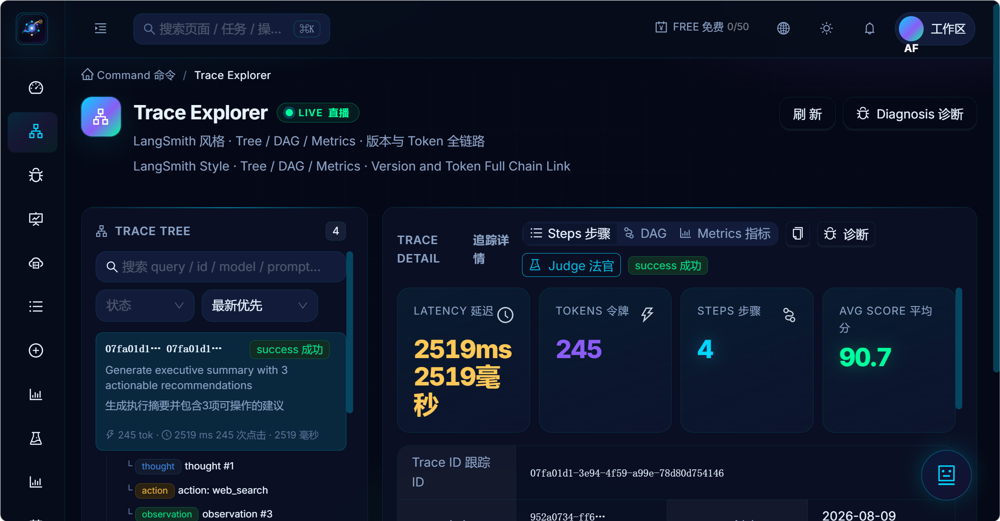 搜索页面 / 任务 / 操...
⌘K
FREE 免费 0/50
工作区
AF
Command 命令 / Trace Explorer
Trace Explorer
LIVE 直播
刷 新
Diagnosis 诊断
LangSmith 风格 · Tree / DAG / Metrics · 版本与 Token 全链路
LangSmith Style · Tree / DAG / Metrics · Version and Token Full Chain Link
TRACE TREE
4
搜索 query / id / model / prompt...
状态
最新优先
07fa01d1··· 07fa01d1···
success 成功
Generate executive summary with 3
actionable recommendations
生成执行摘要并包含3项可操作的建议
245 tok · 2519 ms 245 次点击 · 2519 毫秒
thought thought #1
action action: web_search
observation observation #3
TRACE
DETAIL
追踪详
情
Steps 步骤
DAG
Metrics 指标
诊断
Judge 法官
success 成功
LATENCY 延迟
2519ms
2519毫
秒
TOKENS 令牌
245
STEPS 步骤
4
AVG SCORE 平均
分
90.7
Trace ID 跟踪
ID
07fa01d1-3e94-4f59-a99e-78d80d754146
952a0734-ff6···
2026-08-09